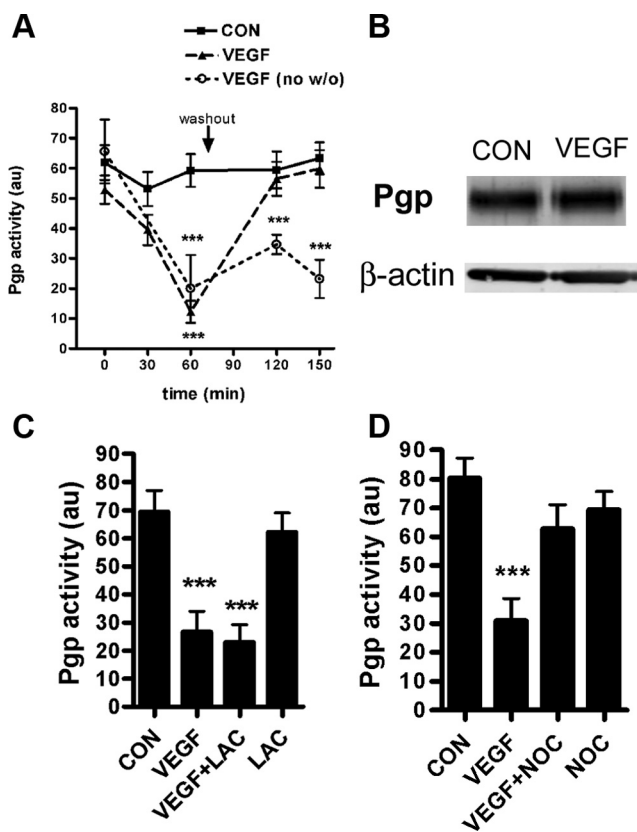 A
CON
VEGF
VEGF (no w/o)
washout
80
70
60
50
40
30
20
10
0
Pgp activity (au)
***
***
***
***
0 30 60 90 120 150
time (min)
B
CON VEGF
Pgp
β-actin
C
90
80
70
60
50
40
30
20
10
0
Pgp activity (au)
*** ***
CON VEGF VEGF+LAC LAC
D
90
80
70
60
50
40
30
20
10
0
Pgp activity (au)
***
CON VEGF VEGF+NOC NOC